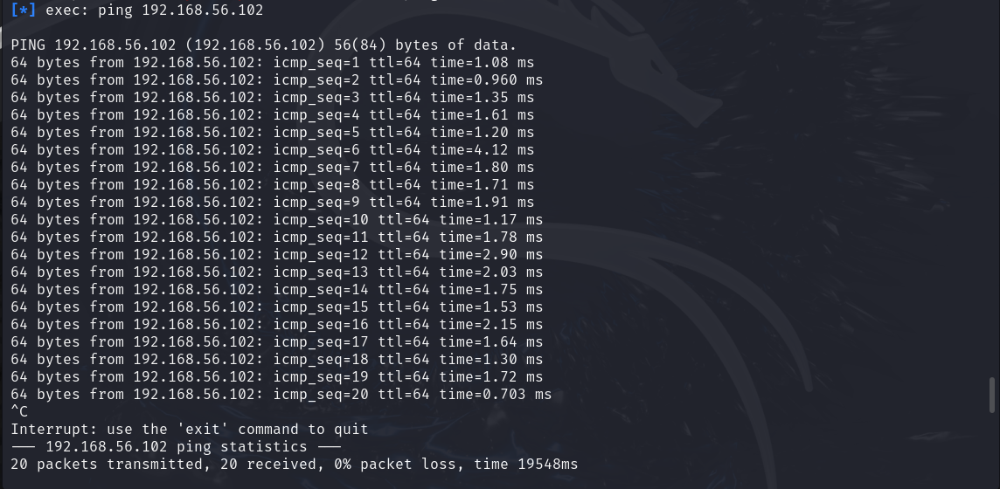 [*] exec: ping 192.168.56.102
PING 192.168.56.102 (192.168.56.102) 56(84) bytes of data.
64 bytes from 192.168.56.102: icmp_seq=1 ttl=64 time=1.08 ms
64 bytes from 192.168.56.102: icmp_seq=2 ttl=64 time=0.960 ms
64 bytes from 192.168.56.102: icmp_seq=3 ttl=64 time=1.35 ms
64 bytes from 192.168.56.102: icmp_seq=4 ttl=64 time=1.61 ms
64 bytes from 192.168.56.102: icmp_seq=5 ttl=64 time=1.20 ms
64 bytes from 192.168.56.102: icmp_seq=6 ttl=64 time=4.12 ms
64 bytes from 192.168.56.102: icmp_seq=7 ttl=64 time=1.80 ms
64 bytes from 192.168.56.102: icmp_seq=8 ttl=64 time=1.71 ms
64 bytes from 192.168.56.102: icmp_seq=9 ttl=64 time=1.91 ms
64 bytes from 192.168.56.102: icmp_seq=10 ttl=64 time=1.17 ms
64 bytes from 192.168.56.102: icmp_seq=11 ttl=64 time=1.78 ms
64 bytes from 192.168.56.102: icmp_seq=12 ttl=64 time=2.90 ms
64 bytes from 192.168.56.102: icmp_seq=13 ttl=64 time=2.03 ms
64 bytes from 192.168.56.102: icmp_seq=14 ttl=64 time=1.75 ms
64 bytes from 192.168.56.102: icmp_seq=15 ttl=64 time=1.53 ms
64 bytes from 192.168.56.102: icmp_seq=16 ttl=64 time=2.15 ms
64 bytes from 192.168.56.102: icmp_seq=17 ttl=64 time=1.64 ms
64 bytes from 192.168.56.102: icmp_seq=18 ttl=64 time=1.30 ms
64 bytes from 192.168.56.102: icmp_seq=19 ttl=64 time=1.72 ms
64 bytes from 192.168.56.102: icmp_seq=20 ttl=64 time=0.703 ms
^C
Interrupt: use the 'exit' command to quit
--- 192.168.56.102 ping statistics ---
20 packets transmitted, 20 received, 0% packet loss, time 19548ms